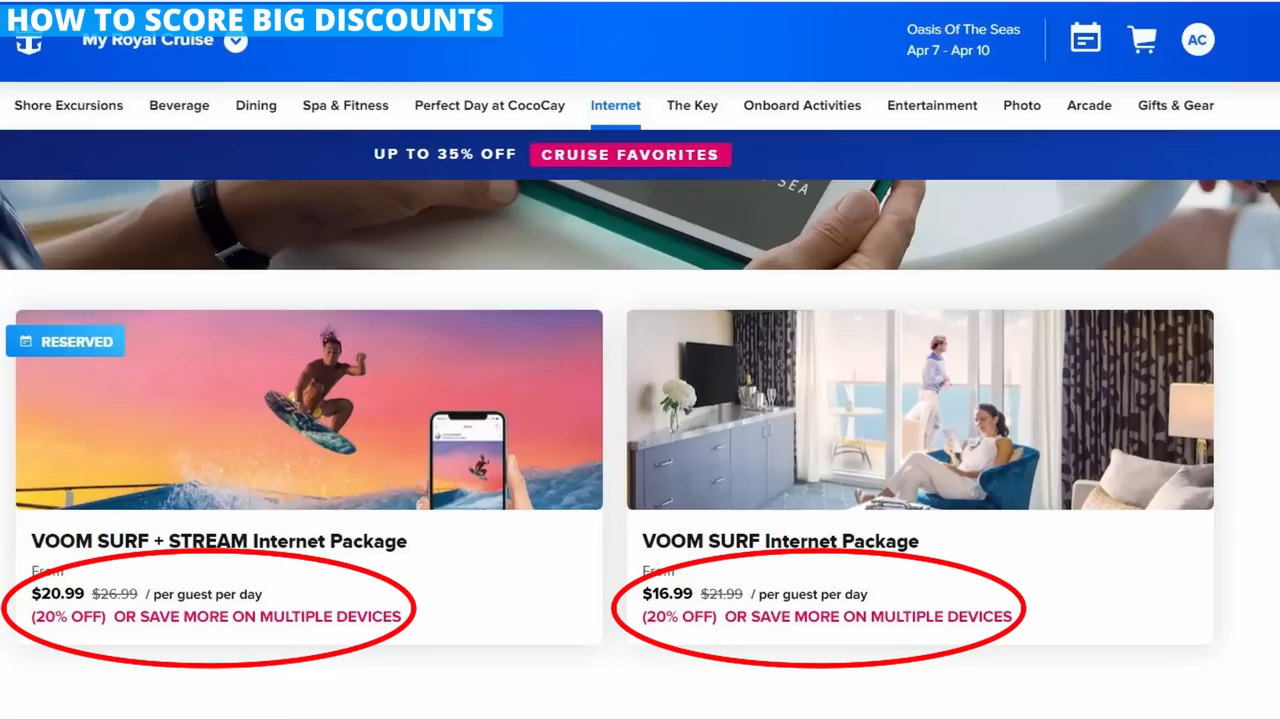 HOW TO SCORE BIG DISCOUNTS
My Royal Cruise
Oasis Of The Seas
Apr 7 - Apr 10
AC
Shore Excursions Beverage Dining Spa & Fitness Perfect Day at CocoCay Internet The Key Onboard Activities Entertainment Photo Arcade Gifts & Gear
UP TO 35% OFF CRUISE FAVORITES
SEA
RESERVED
VOOM SURF + STREAM Internet Package
From
$20.99 $26.99 / per guest per day
(20% OFF) OR SAVE MORE ON MULTIPLE DEVICES
VOOM SURF Internet Package
From
$16.99 $21.99 / per guest per day
(20% OFF) OR SAVE MORE ON MULTIPLE DEVICES